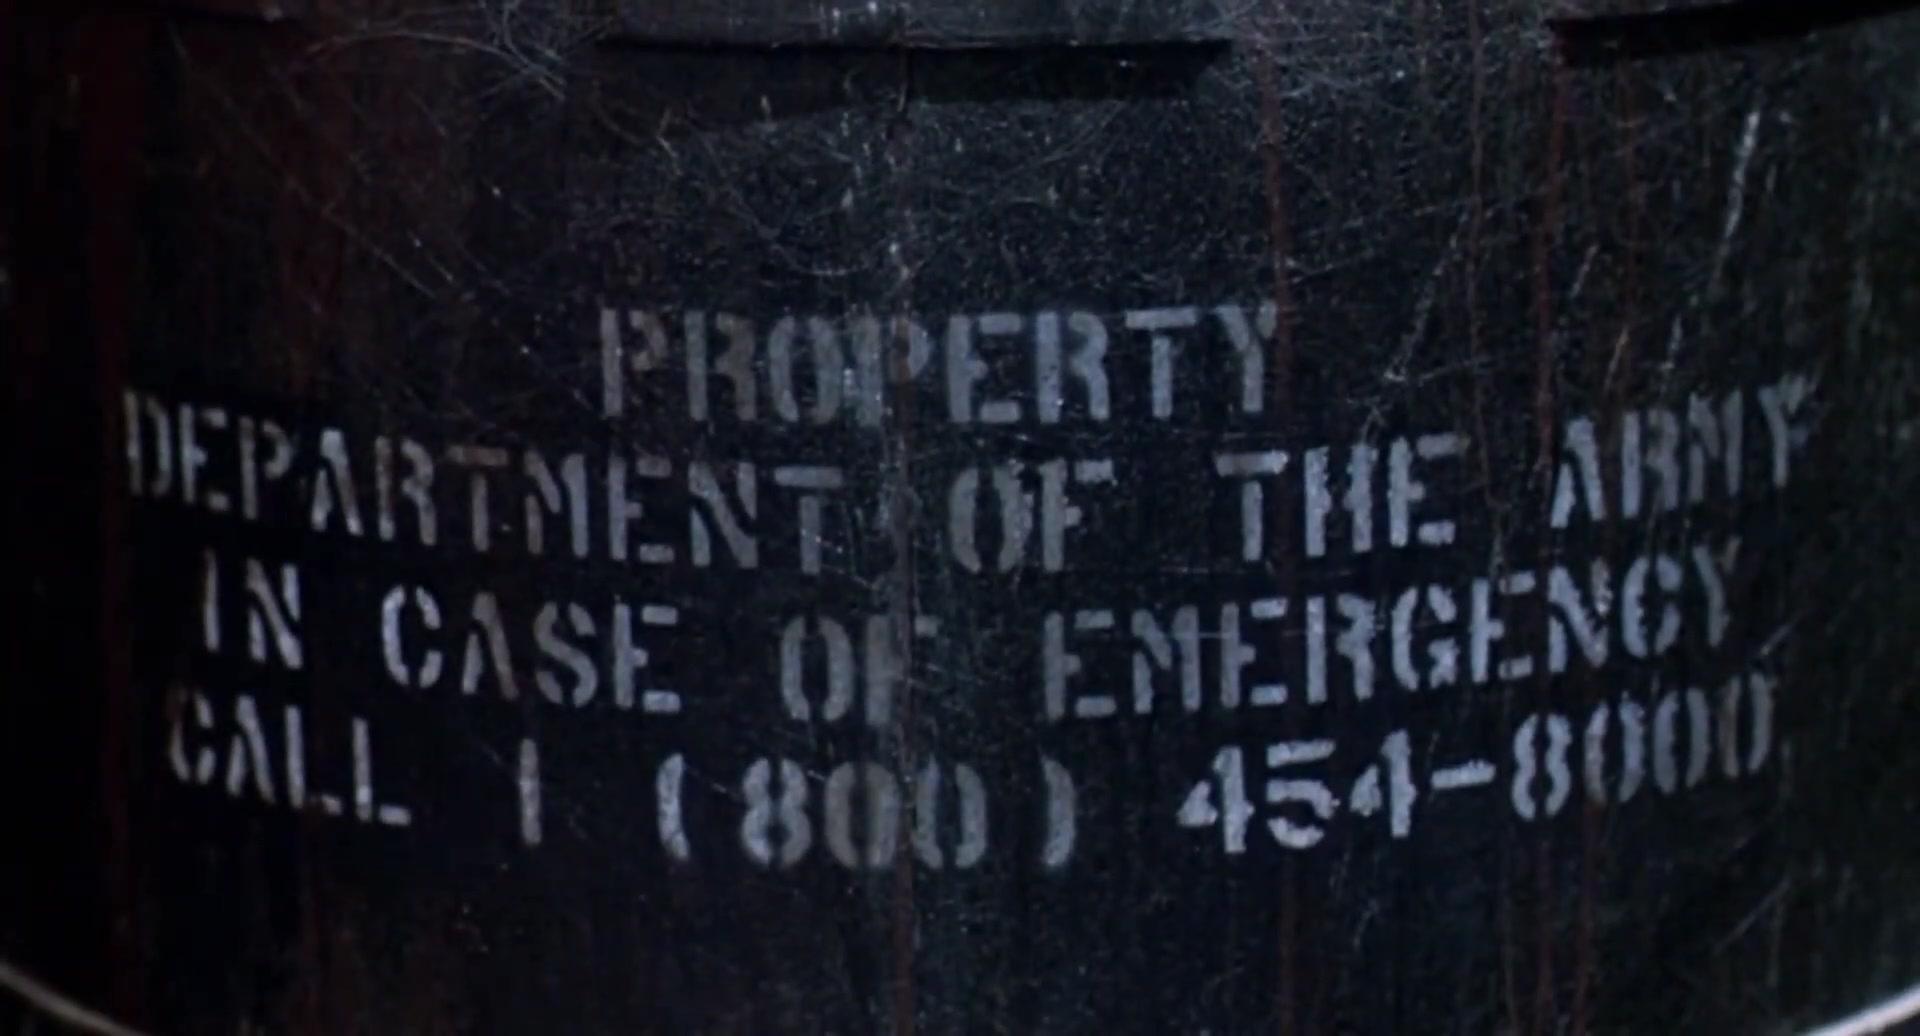 PROPERTY
DEPARTMENT OF THE ARMY
IN CASE OF EMERGENCY
CALL 1 (800) 454-8000